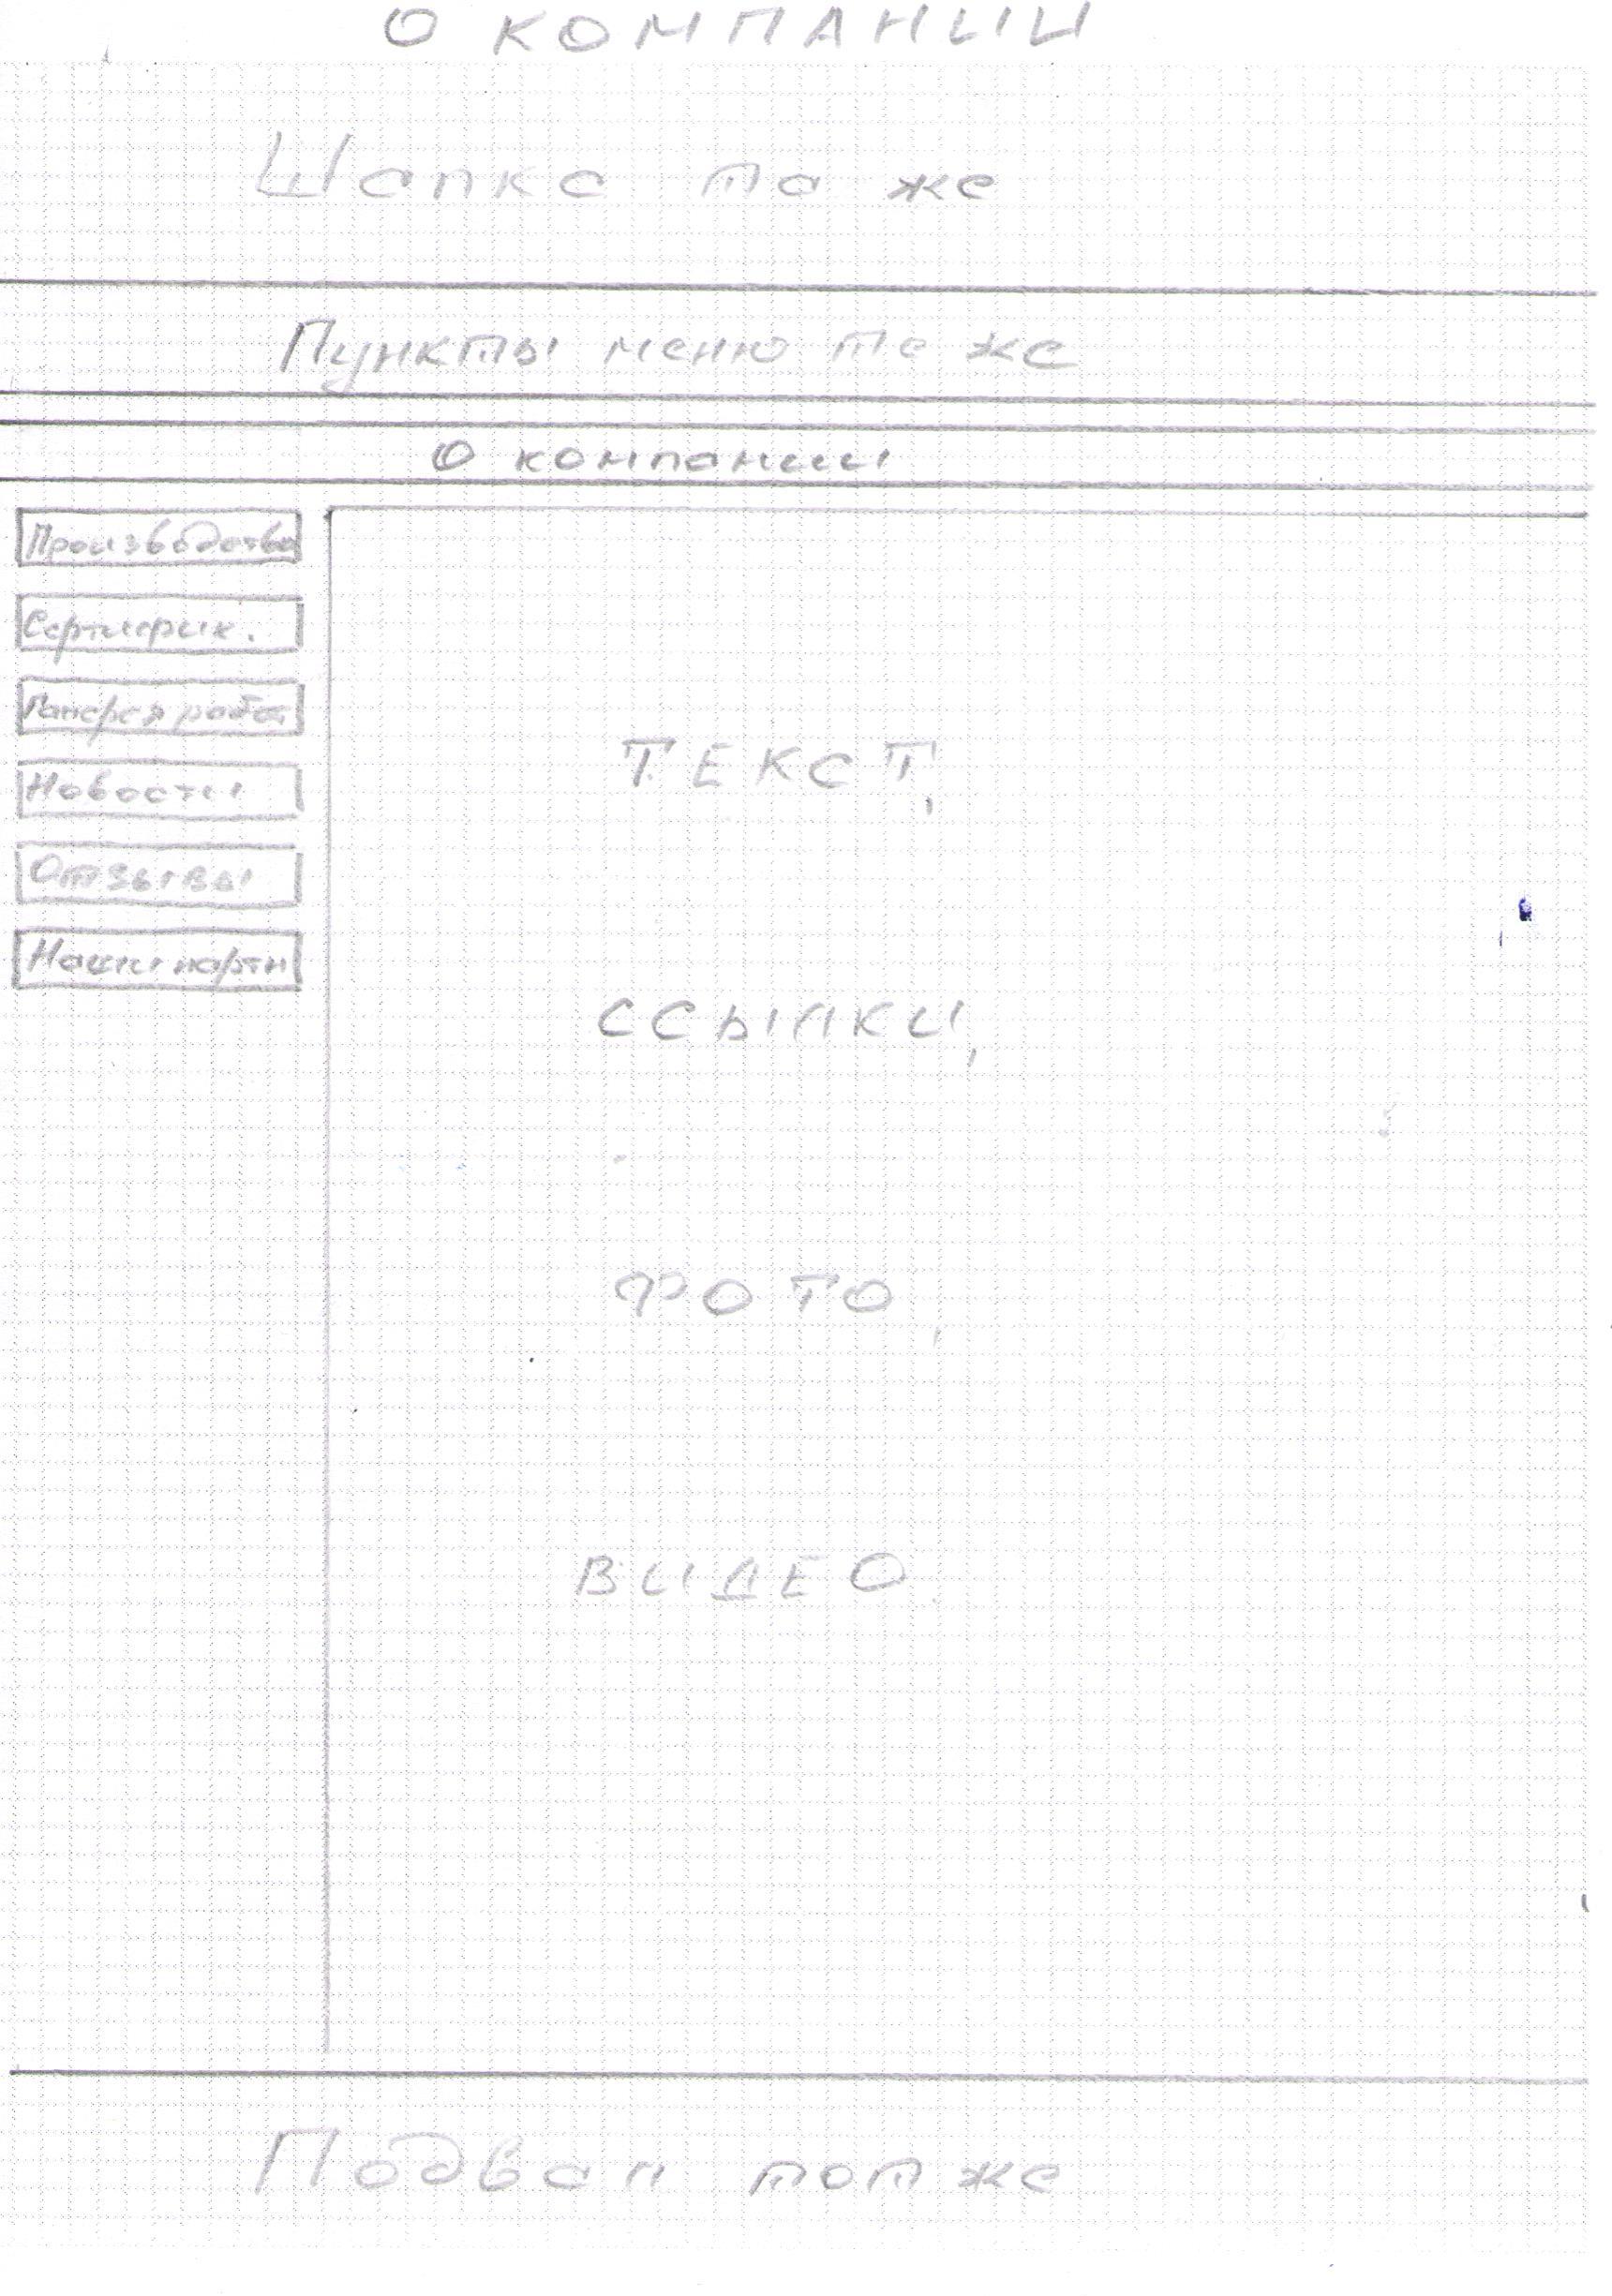 О КОМПАНИИ
Шапка та же
Пункты меню те же
О компании
Производство
Сертифик.
Галерея работ
Новости
Отзывы
Наши партн
ТЕКСТ,
ССЫЛКИ,
ФОТО,
ВИДЕО.
Подвал тот же